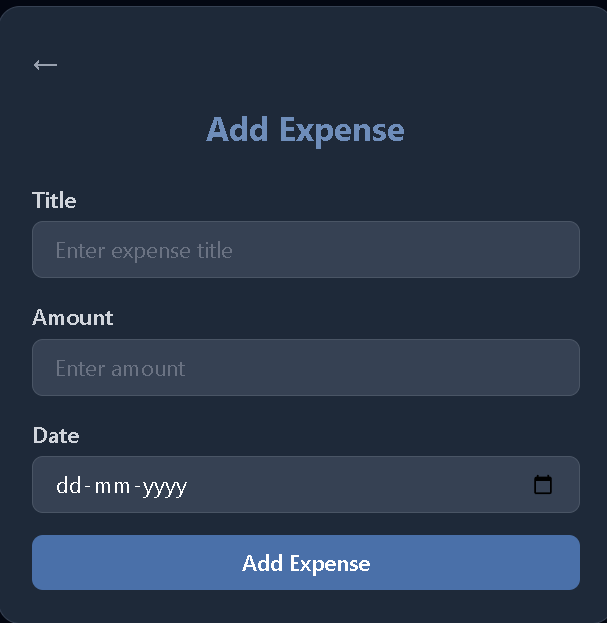 ←
Add Expense
Title
Enter expense title
Amount
Enter amount
Date
dd-mm-yyyy
Add Expense